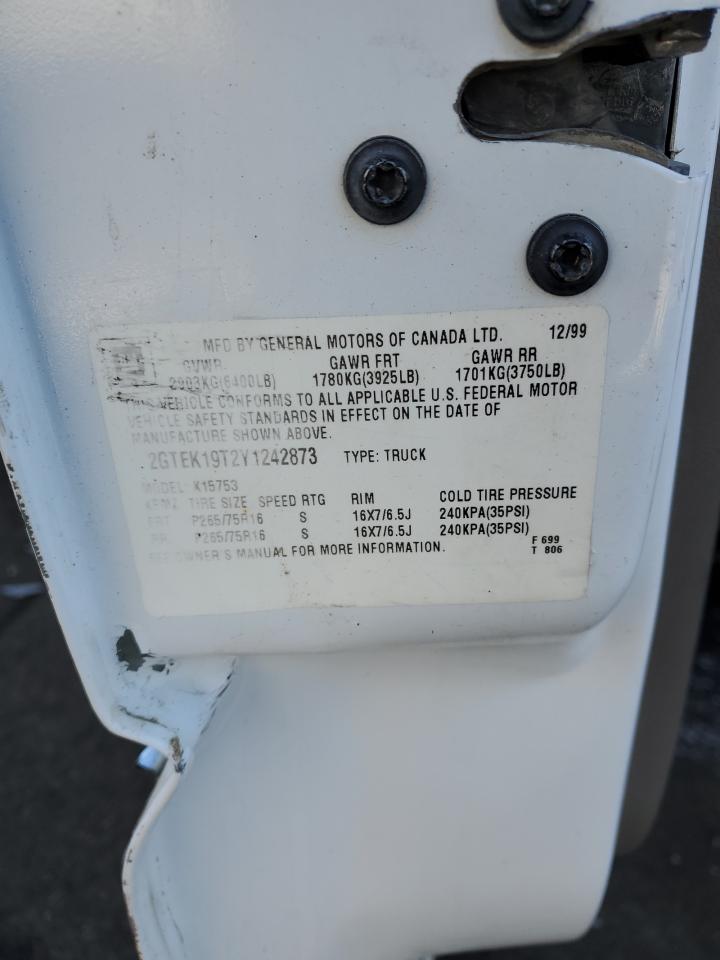 MFD BY GENERAL MOTORS OF CANADA LTD. 12/99
GVWR GAWR FRT GAWR RR
2903KG(6400LB) 1780KG(3925LB) 1701KG(3750LB)
THIS VEHICLE CONFORMS TO ALL APPLICABLE U.S. FEDERAL MOTOR
VEHICLE SAFETY STANDARDS IN EFFECT ON THE DATE OF
MANUFACTURE SHOWN ABOVE.
2GTEK19T2Y1242873 TYPE: TRUCK
MODEL: K15753
TIRE SIZE SPEED RTG RIM COLD TIRE PRESSURE
FRT P265/75R16 S 16X7/6.5J 240KPA(35PSI)
RR P265/75R16 S 16X7/6.5J 240KPA(35PSI)
SEE OWNER'S MANUAL FOR MORE INFORMATION.
F 699
T 806